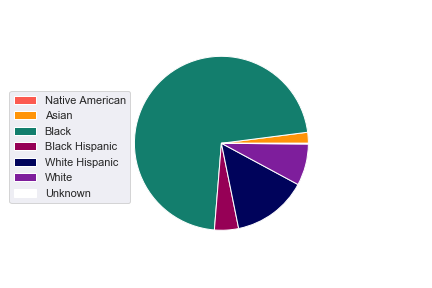 Native American
Asian
Black
Black Hispanic
White Hispanic
White
Unknown